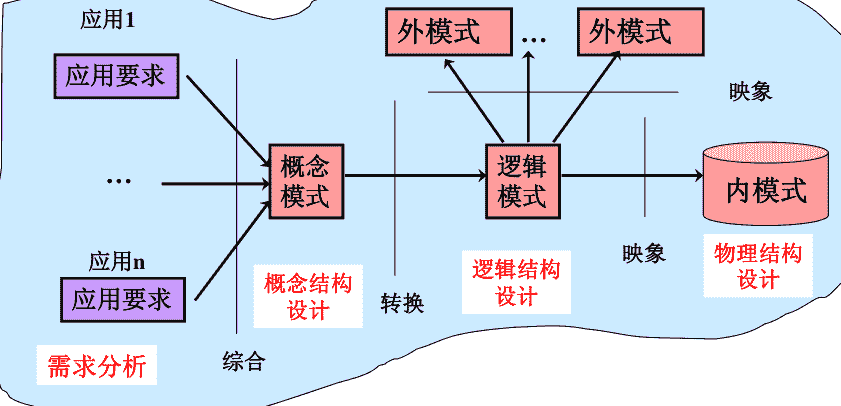 应用1
应用要求
...
应用n
应用要求
需求分析
综合
概念
模式
概念结构
设计
转换
外模式
...
外模式
映象
逻辑
模式
逻辑结构
设计
映象
内模式
物理结构
设计